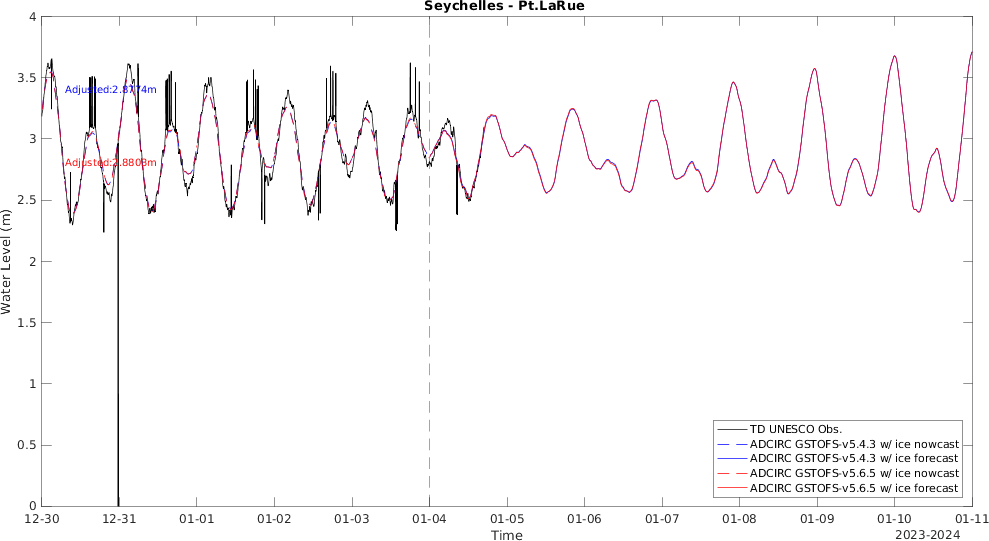 Seychelles - Pt.LaRue
4
3.5
3
2.5
2
1.5
1
0.5
0
Water Level (m)
Adjusted:2.8774m
Adjusted:2.8803m
TD UNESCO Obs.
ADCIRC GSTOFS-v5.4.3 w/ ice nowcast
ADCIRC GSTOFS-v5.4.3 w/ ice forecast
ADCIRC GSTOFS-v5.6.5 w/ ice nowcast
ADCIRC GSTOFS-v5.6.5 w/ ice forecast
12-30 12-31 01-01 01-02 01-03 01-04 01-05 01-06 01-07 01-08 01-09 01-10 01-11
Time
2023-2024